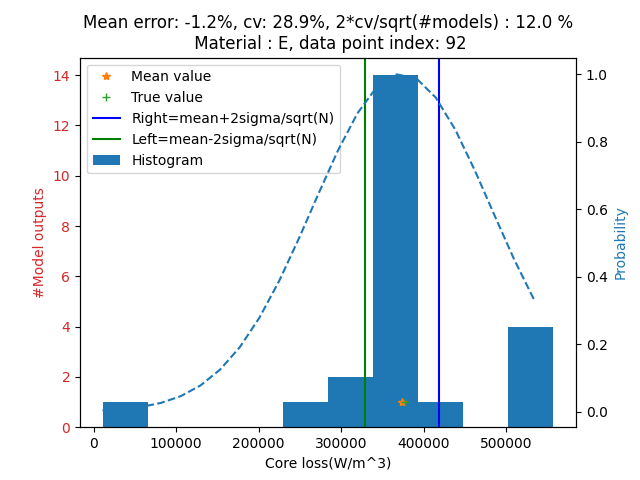 Mean error: -1.2%, cv: 28.9%, 2*cv/sqrt(#models) : 12.0 %
Material : E, data point index: 92
Mean value
True value
Right=mean+2sigma/sqrt(N)
Left=mean-2sigma/sqrt(N)
Histogram
#Model outputs
14
12
10
8
6
4
2
0
Probability
1.0
0.8
0.6
0.4
0.2
0.0
0
100000
200000
300000
400000
500000
Core loss(W/m^3)